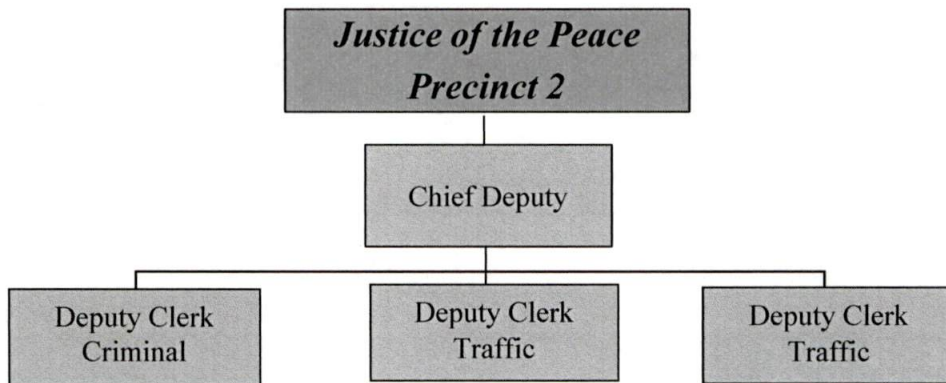 Justice of the Peace
Precinct 2
Chief Deputy
Deputy Clerk
Criminal
Deputy Clerk
Traffic
Deputy Clerk
Traffic